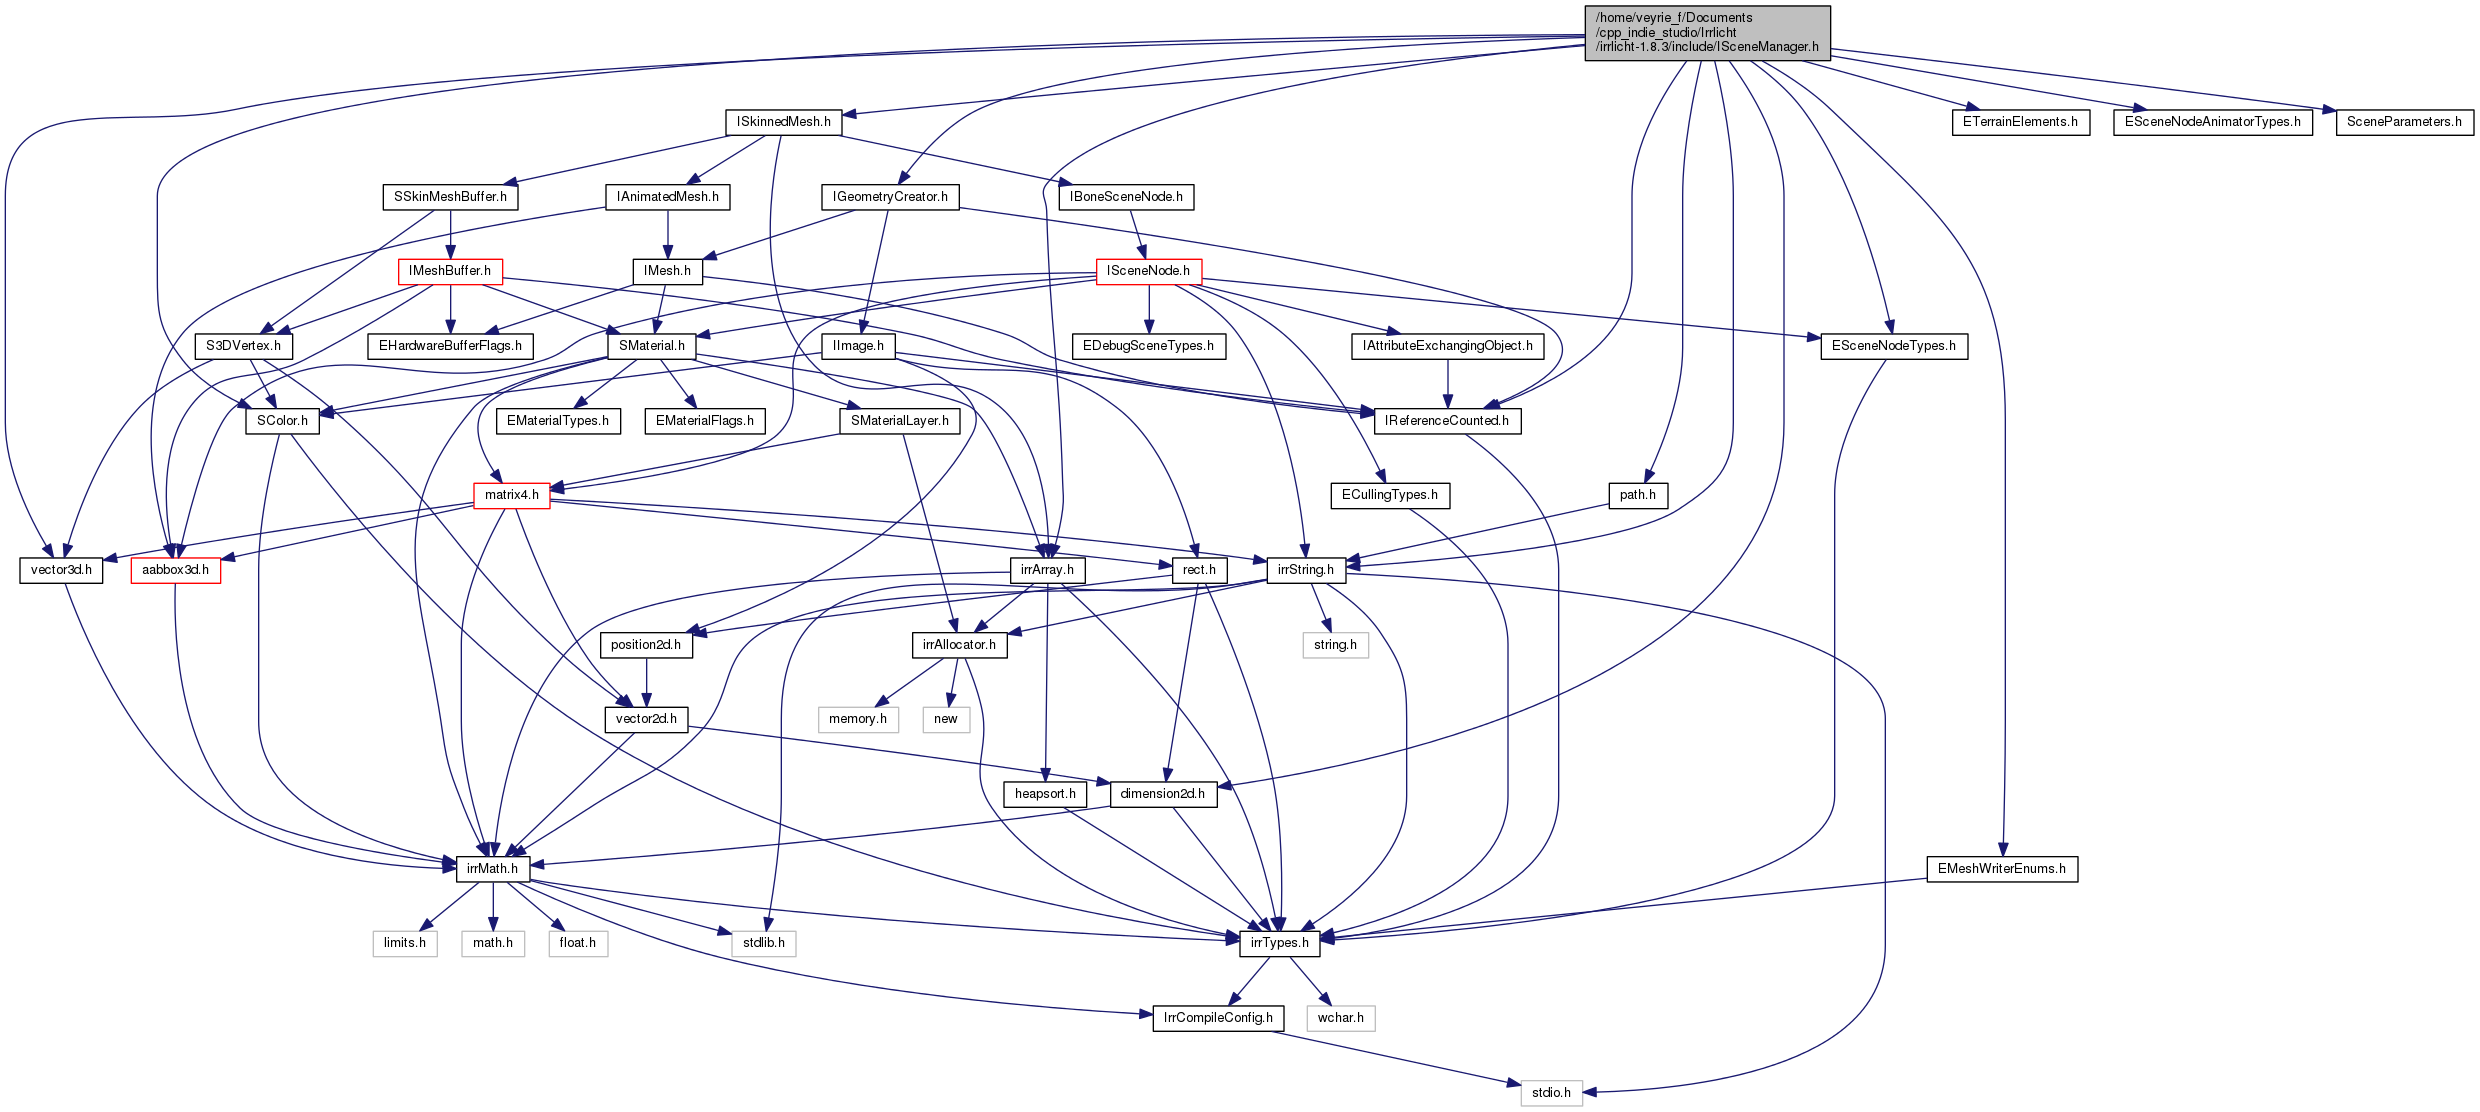 /home/veyrie_f/Documents
/cpp_indie_studio/Irrlicht
/irrlicht-1.8.3/include/ISceneManager.h
ISkinnedMesh.h
ETerrainElements.h
ESceneNodeAnimatorTypes.h
SceneParameters.h
SSkinMeshBuffer.h
IAnimatedMesh.h
IGeometryCreator.h
IBoneSceneNode.h
IMeshBuffer.h
IMesh.h
ISceneNode.h
S3DVertex.h
EHardwareBufferFlags.h
SMaterial.h
IImage.h
EDebugSceneTypes.h
IAttributeExchangingObject.h
ESceneNodeTypes.h
SColor.h
EMaterialTypes.h
EMaterialFlags.h
SMaterialLayer.h
IReferenceCounted.h
matrix4.h
ECullingTypes.h
path.h
vector3d.h
aabbox3d.h
irrArray.h
rect.h
irrString.h
position2d.h
irrAllocator.h
string.h
vector2d.h
memory.h
new
heapsort.h
dimension2d.h
irrMath.h
EMeshWriterEnums.h
limits.h
math.h
float.h
stdlib.h
irrTypes.h
IrrCompileConfig.h
wchar.h
stdio.h